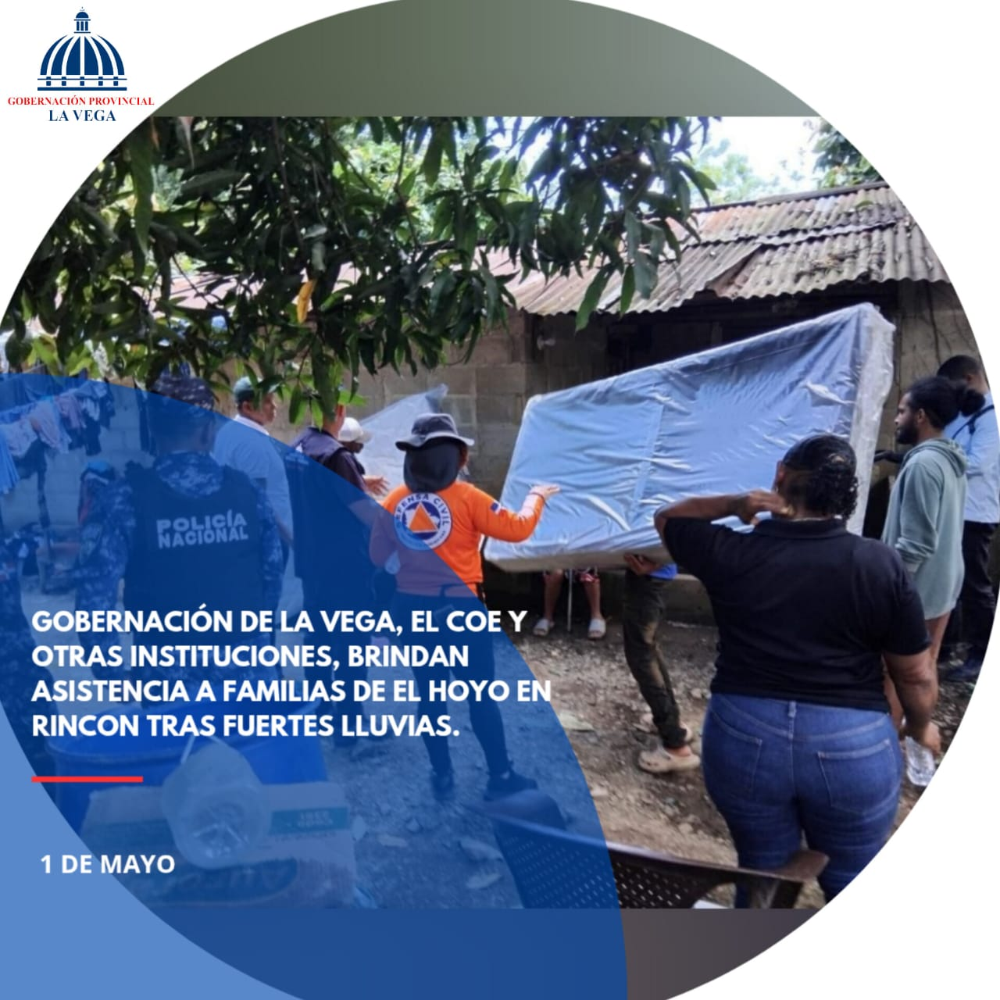 GOBERNACIÓN PROVINCIAL
LA VEGA
POLICÍA
NACIONAL
DEFENSA CIVIL
GOBERNACIÓN DE LA VEGA, EL COE Y
OTRAS INSTITUCIONES, BRINDAN
ASISTENCIA A FAMILIAS DE EL HOYO EN
RINCON TRAS FUERTES LLUVIAS.
1 DE MAYO